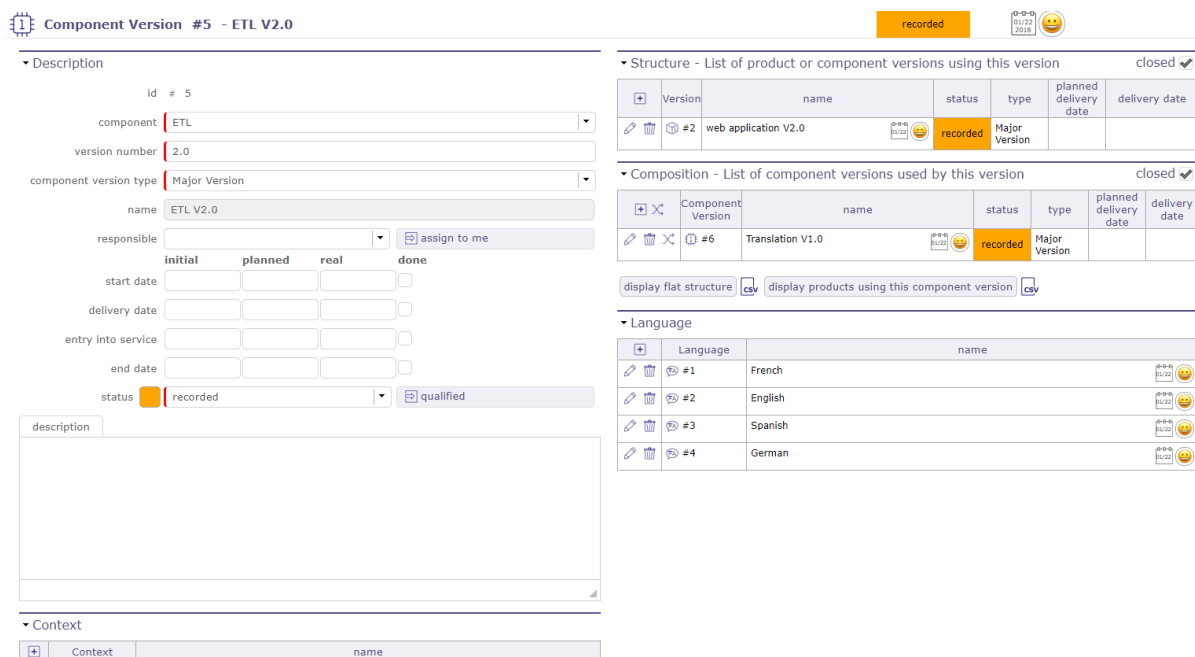 Component Version #5 - ETL V2.0
recorded
01/22
2018
Description
id # 5
component ETL
version number 2.0
component version type Major Version
name ETL V2.0
responsible
assign to me
initial planned real done
start date
delivery date
entry into service
end date
status recorded
qualified
description
Context
Context name
Structure - List of product or component versions using this version
closed
Version name status type planned delivery date delivery date
#2 web application V2.0 01/22 recorded Major Version
Composition - List of component versions used by this version
closed
Component Version name status type planned delivery date delivery date
#6 Translation V1.0 01/22 recorded Major Version
display flat structure CSV display products using this component version CSV
Language
Language name
#1 French 01/22
#2 English 01/22
#3 Spanish 01/22
#4 German 01/22